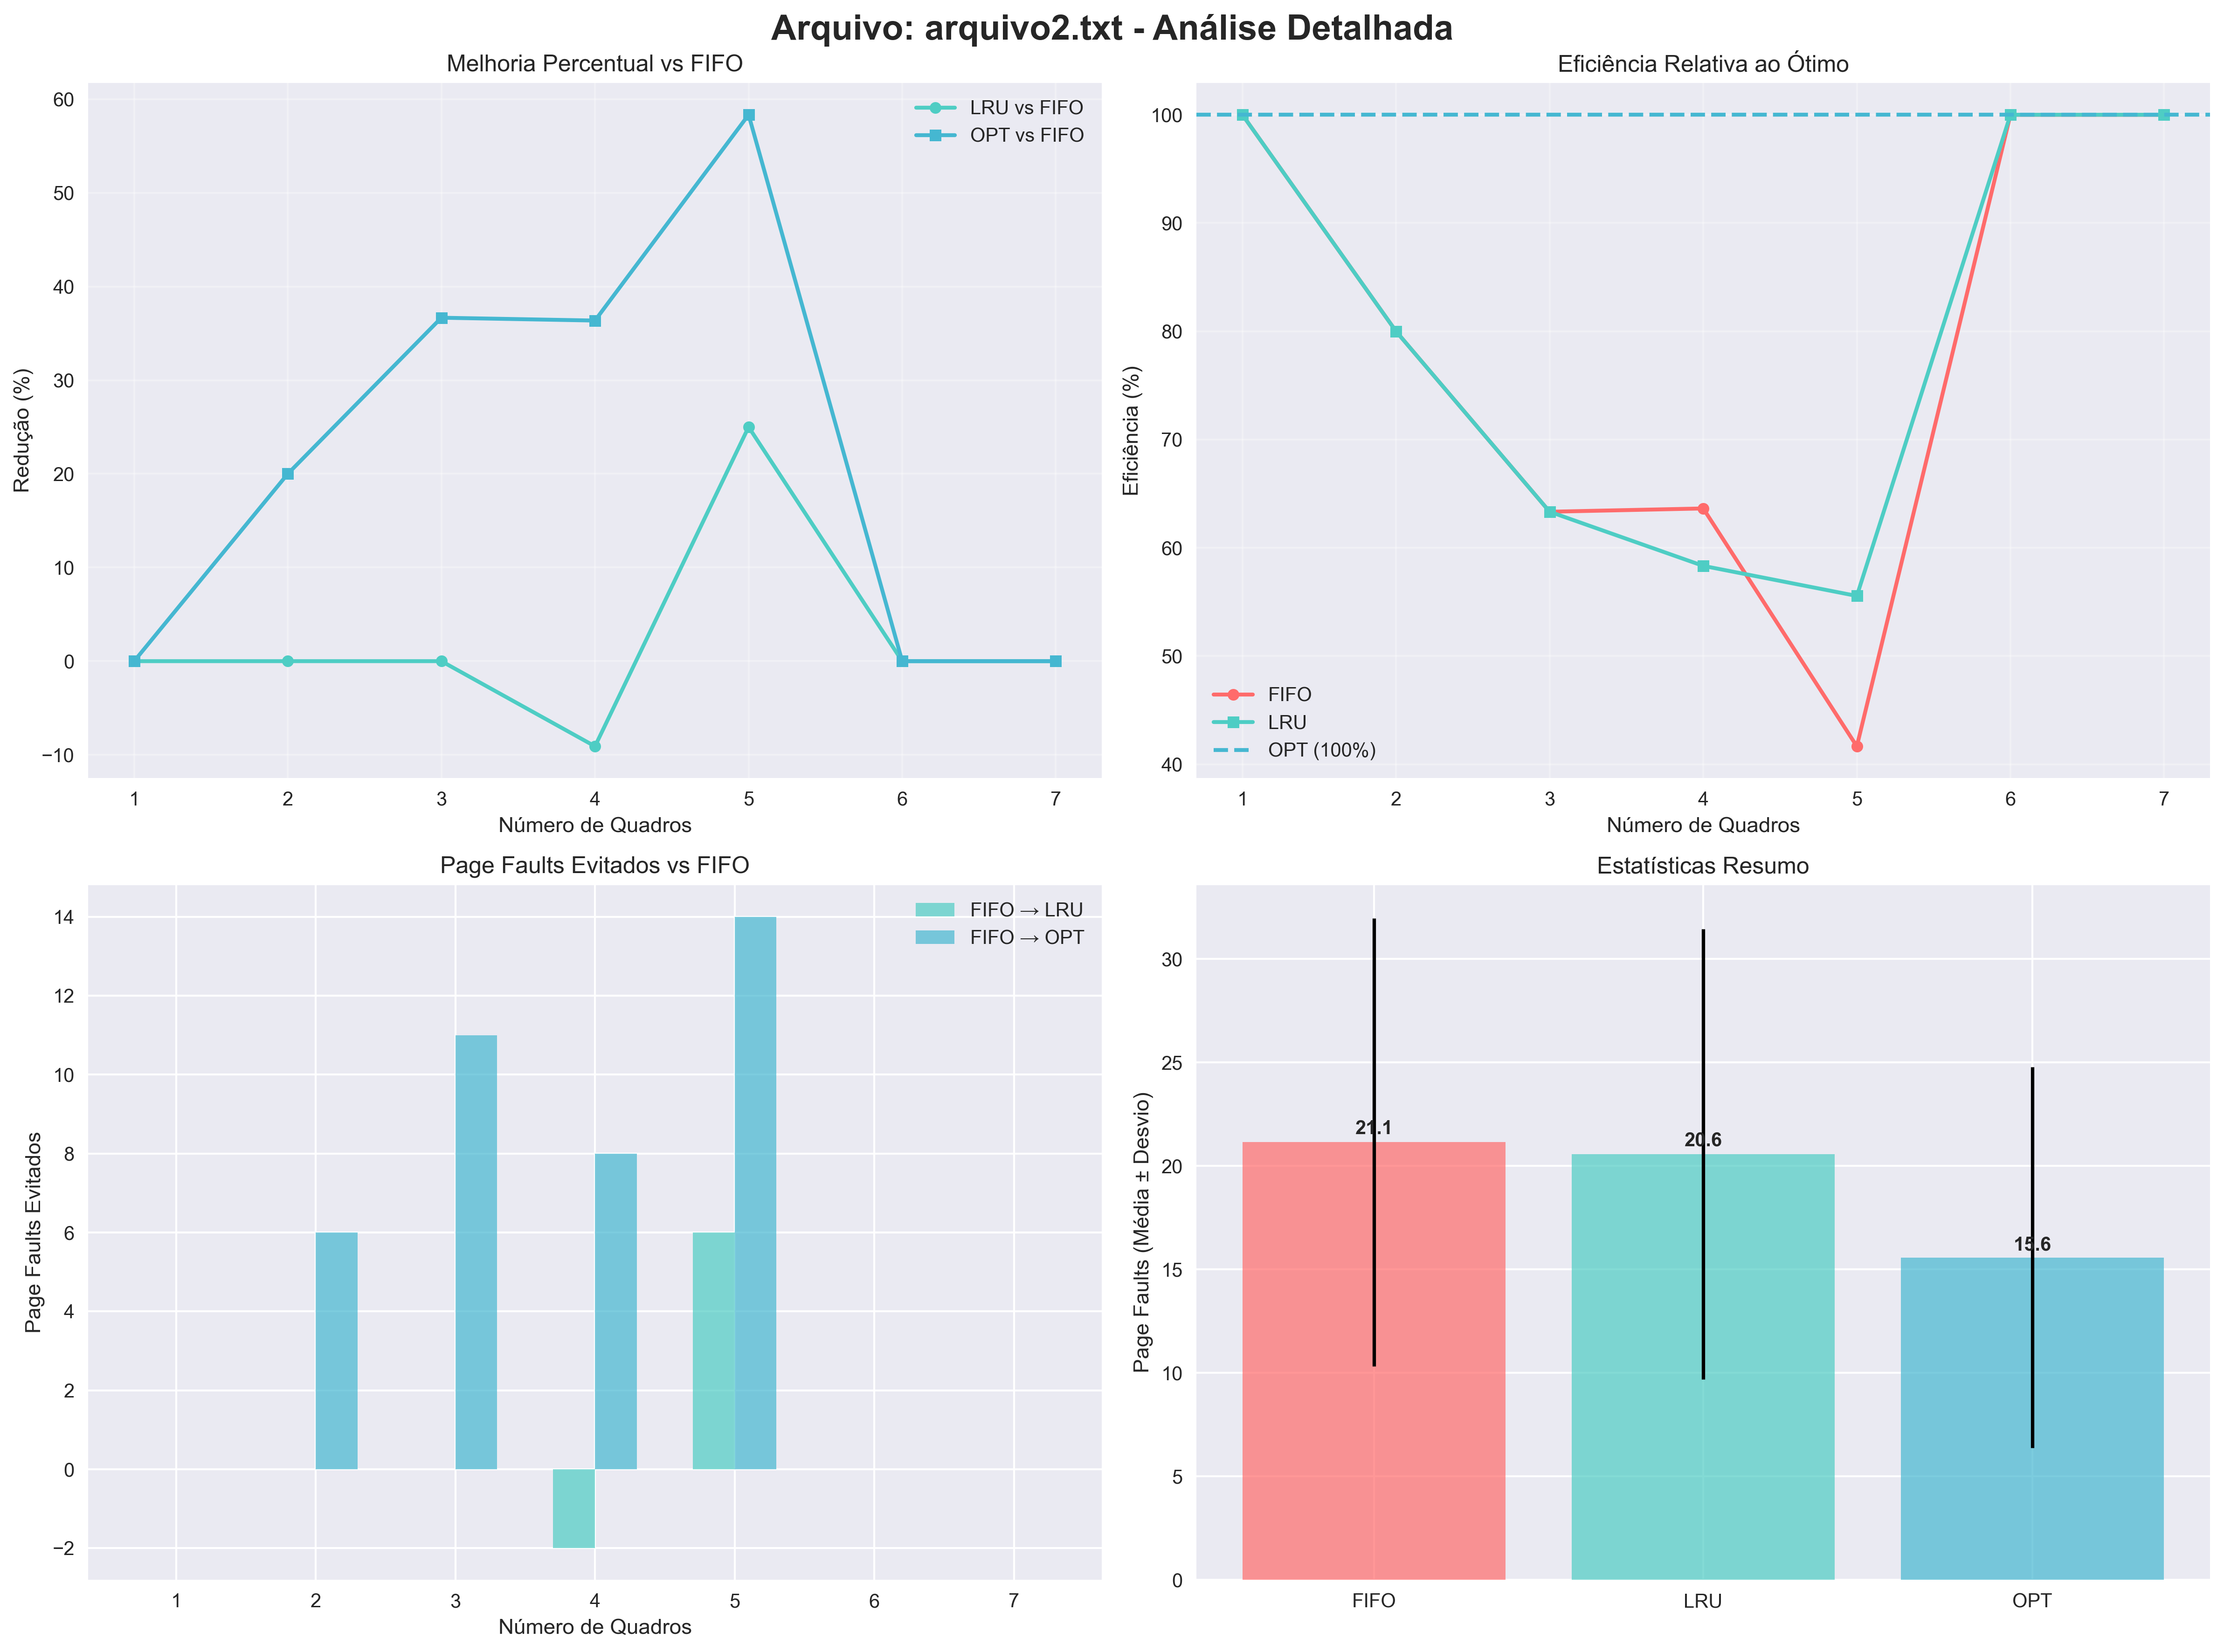 Arquivo: arquivo2.txt - Análise Detalhada
Melhoria Percentual vs FIFO
60
50
40
30
20
10
0
−10
Redução (%)
LRU vs FIFO
OPT vs FIFO
1 2 3 4 5 6 7
Número de Quadros
Eficiência Relativa ao Ótimo
100
90
80
70
60
50
40
Eficiência (%)
FIFO
LRU
OPT (100%)
1 2 3 4 5 6 7
Número de Quadros
Page Faults Evitados vs FIFO
14
12
10
8
6
4
2
0
−2
Page Faults Evitados
FIFO → LRU
FIFO → OPT
1 2 3 4 5 6 7
Número de Quadros
Estatísticas Resumo
30
25
20
15
10
5
0
Page Faults (Média ± Desvio)
21.1
20.6
15.6
FIFO LRU OPT